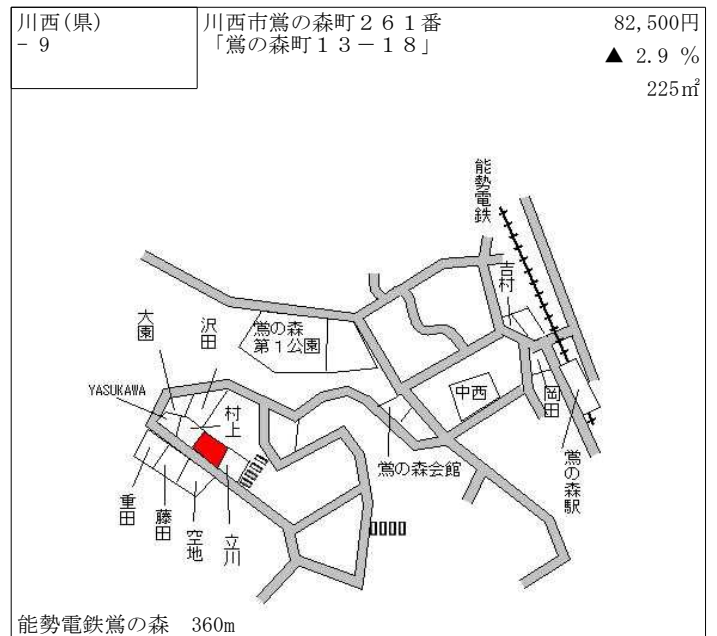 川西(県)
- 9
川西市鴬の森町２６１番
「鴬の森町１３－１８」
82,500円
▲ 2.9 %
225㎡
能勢電鉄
吉村
大園
沢田
鴬の森
第１公園
YASUKAWA
村上
中西
岡田
鴬の森会館
鴬の森駅
重田
藤田
空地
立川
能勢電鉄鴬の森　360m